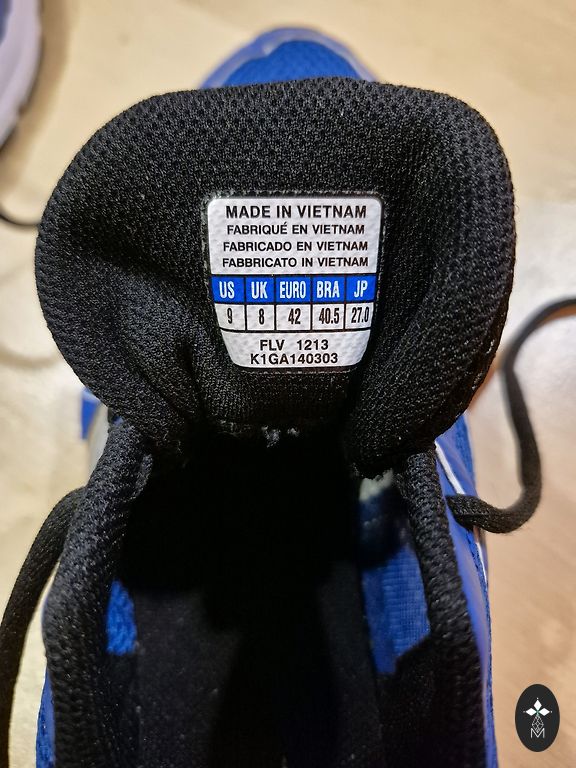 MADE IN VIETNAM
FABRIQUÉ EN VIETNAM
FABRICADO EN VIETNAM
FABBRICATO IN VIETNAM
US UK EURO BRA JP
9 8 42 40.5 27.0
FLV 1213
K1GA140303